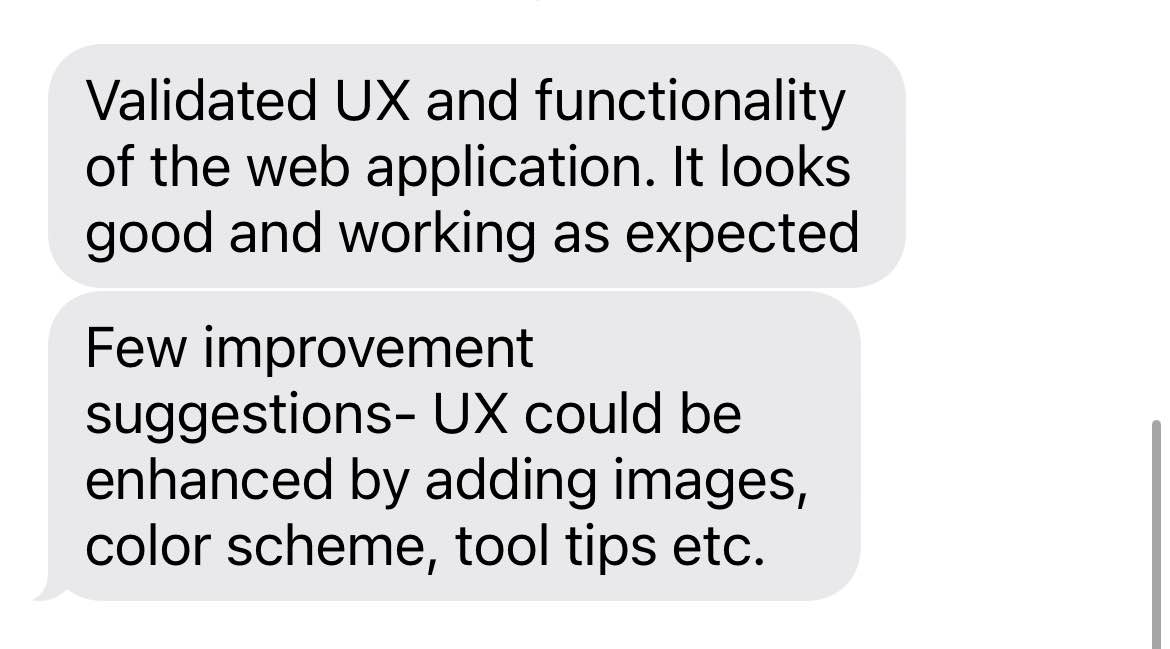 Validated UX and functionality
of the web application. It looks
good and working as expected
Few improvement
suggestions- UX could be
enhanced by adding images,
color scheme, tool tips etc.